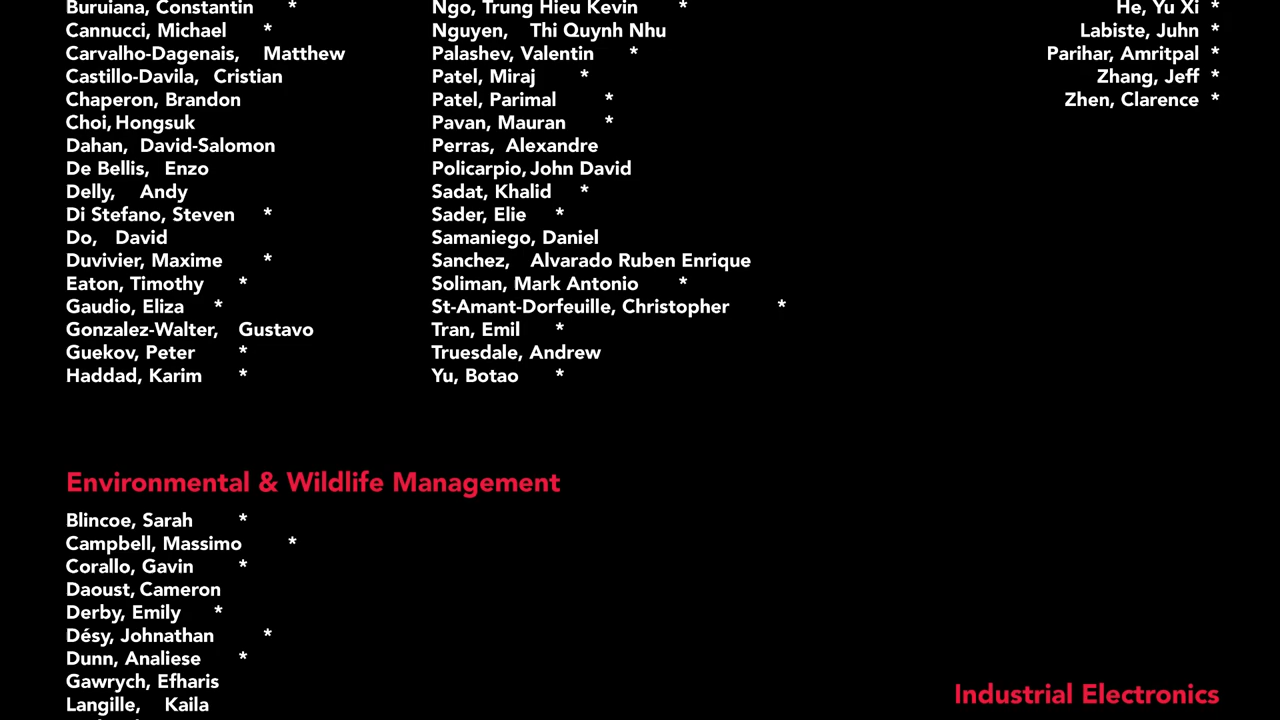 Buruiana, Constantin *
Cannucci, Michael *
Carvalho-Dagenais, Matthew
Castillo-Davila, Cristian
Chaperon, Brandon
Choi, Hongsuk
Dahan, David-Salomon
De Bellis, Enzo
Delly, Andy
Di Stefano, Steven *
Do, David
Duvivier, Maxime *
Eaton, Timothy *
Gaudio, Eliza *
Gonzalez-Walter, Gustavo
Guekov, Peter *
Haddad, Karim *
Ngo, Trung Hieu Kevin *
Nguyen, Thi Quynh Nhu
Palashev, Valentin *
Patel, Miraj *
Patel, Parimal *
Pavan, Mauran *
Perras, Alexandre
Policarpio, John David
Sadat, Khalid *
Sader, Elie *
Samaniego, Daniel
Sanchez, Alvarado Ruben Enrique
Soliman, Mark Antonio *
St-Amant-Dorfeuille, Christopher *
Tran, Emil *
Truesdale, Andrew
Yu, Botao *
He, Yu Xi *
Labiste, Juhn *
Parihar, Amritpal *
Zhang, Jeff *
Zhen, Clarence *
Environmental & Wildlife Management
Blincoe, Sarah *
Campbell, Massimo *
Corallo, Gavin *
Daoust, Cameron
Derby, Emily *
Désy, Johnathan *
Dunn, Analiese *
Gawrych, Efharis
Langille, Kaila
Industrial Electronics